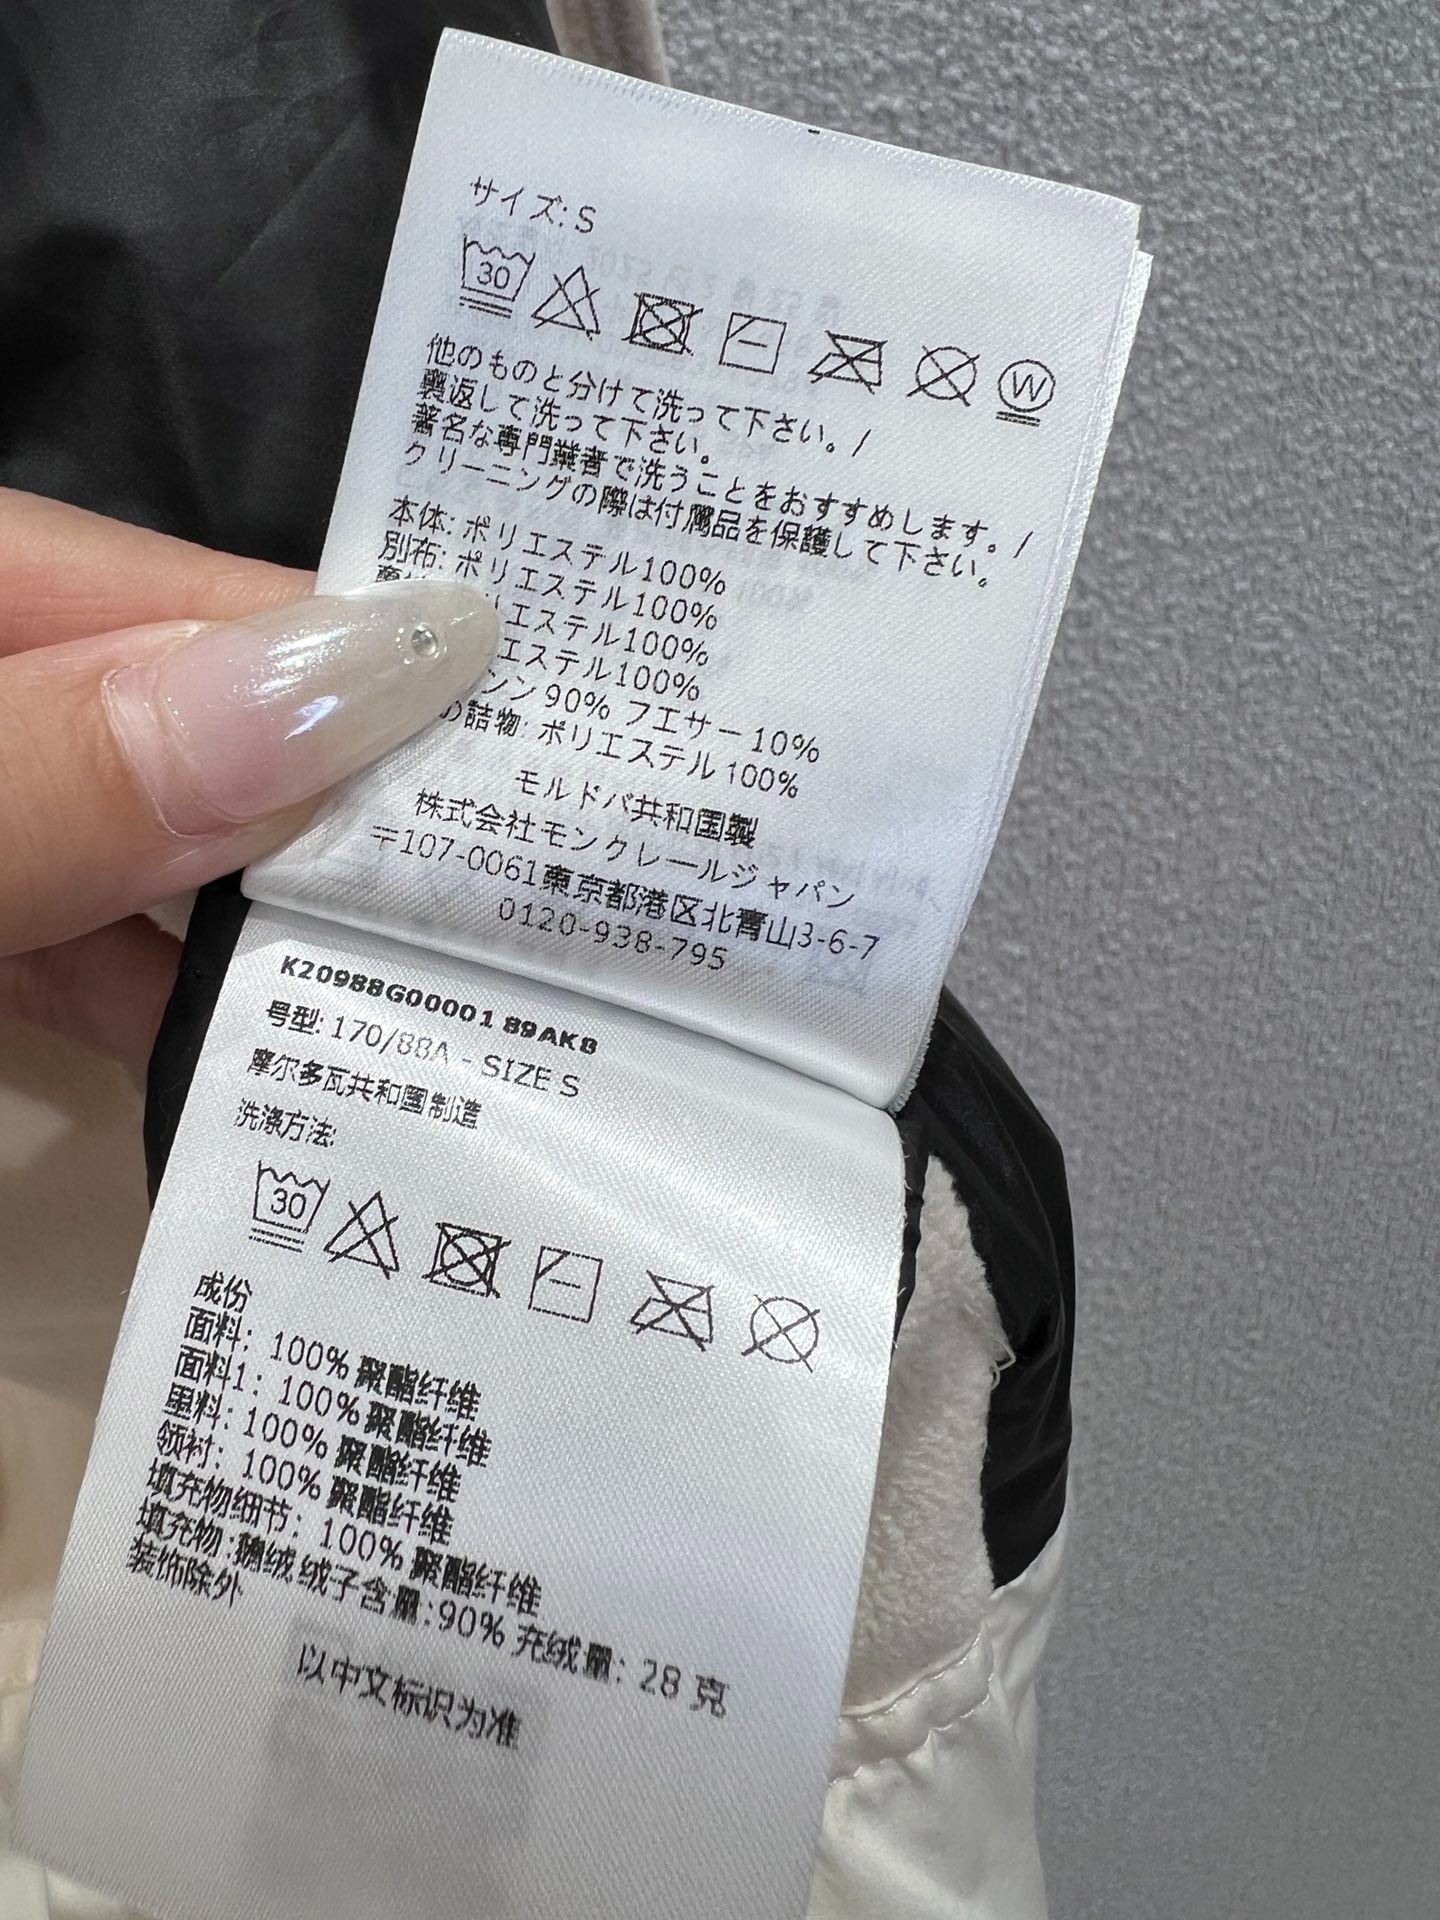 サイズ: S
30
W
他のものと分けて洗って下さい。/
裏返して洗って下さい。
著名な専門業者で洗うことをおすすめします。/
クリーニングの際は付属品を保護して下さい。
本体: ポリエステル100%
別布: ポリエステル100%
リエステル100%
エステル100%
ンン 90% フエサー 10%
の詰物: ポリエステル 100%
モルドバ共和国製
株式会社モンクレールジャパン
〒107-0061東京都港区北青山3-6-7
0120-938-795
K20988G00001 89AK8
号型: 170/88A - SIZE S
摩尔多瓦共和国制造
洗涤方法:
30
成份
面料: 100% 聚酯纤维
面料1: 100% 聚酯纤维
里料: 100% 聚酯纤维
领衬: 100% 聚酯纤维
填充物细节: 100% 聚酯纤维
填充物:鹅绒 绒子含量:90% 充绒量: 28 克
装饰除外
以中文标识为准